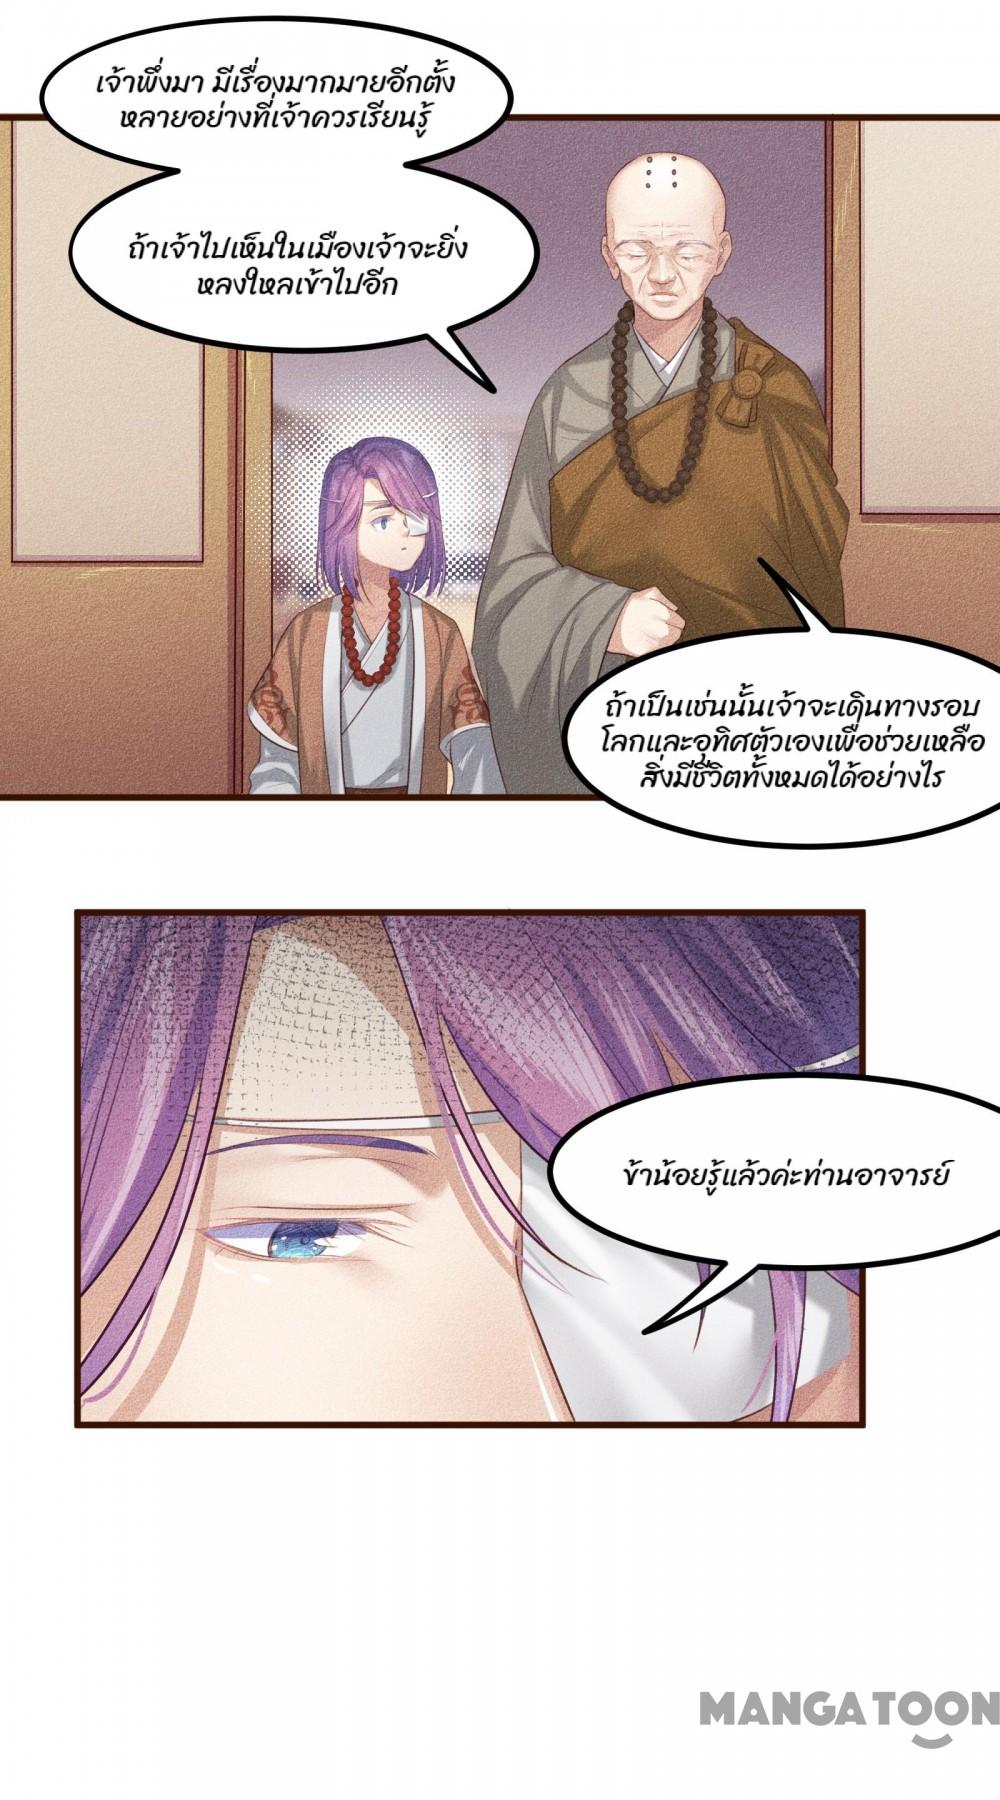 เจ้าพึ่งมา มีเรื่องมากมายอีกตั้ง
หลายอย่างที่เจ้าควรเรียนรู้
ถ้าเจ้าไปเห็นในเมืองเจ้าจะยิ่ง
หลงใหลเข้าไปอีก
ถ้าเป็นเช่นนั้นเจ้าจะเดินทางรอบ
โลกและอุทิศตัวเองเพื่อช่วยเหลือ
สิ่งมีชีวิตทั้งหมดได้อย่างไร
ข้าน้อยรู้แล้วค่ะท่านอาจารย์
MANGATOON